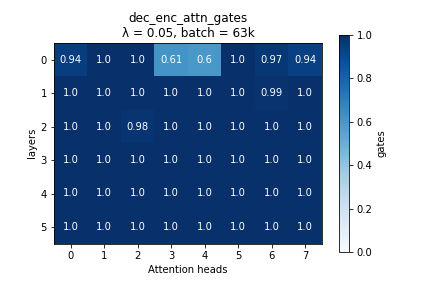 dec_enc_attn_gates
λ = 0.05, batch = 63k
0 0.94 1.0 1.0 0.61 0.6 1.0 0.97 0.94
1 1.0 1.0 1.0 1.0 1.0 1.0 0.99 1.0
2 1.0 1.0 0.98 1.0 1.0 1.0 1.0 1.0
3 1.0 1.0 1.0 1.0 1.0 1.0 1.0 1.0
4 1.0 1.0 1.0 1.0 1.0 1.0 1.0 1.0
5 1.0 1.0 1.0 1.0 1.0 1.0 1.0 1.0
0 1 2 3 4 5 6 7
Attention heads
layers
1.0
0.8
0.6
0.4
0.2
0.0
gates